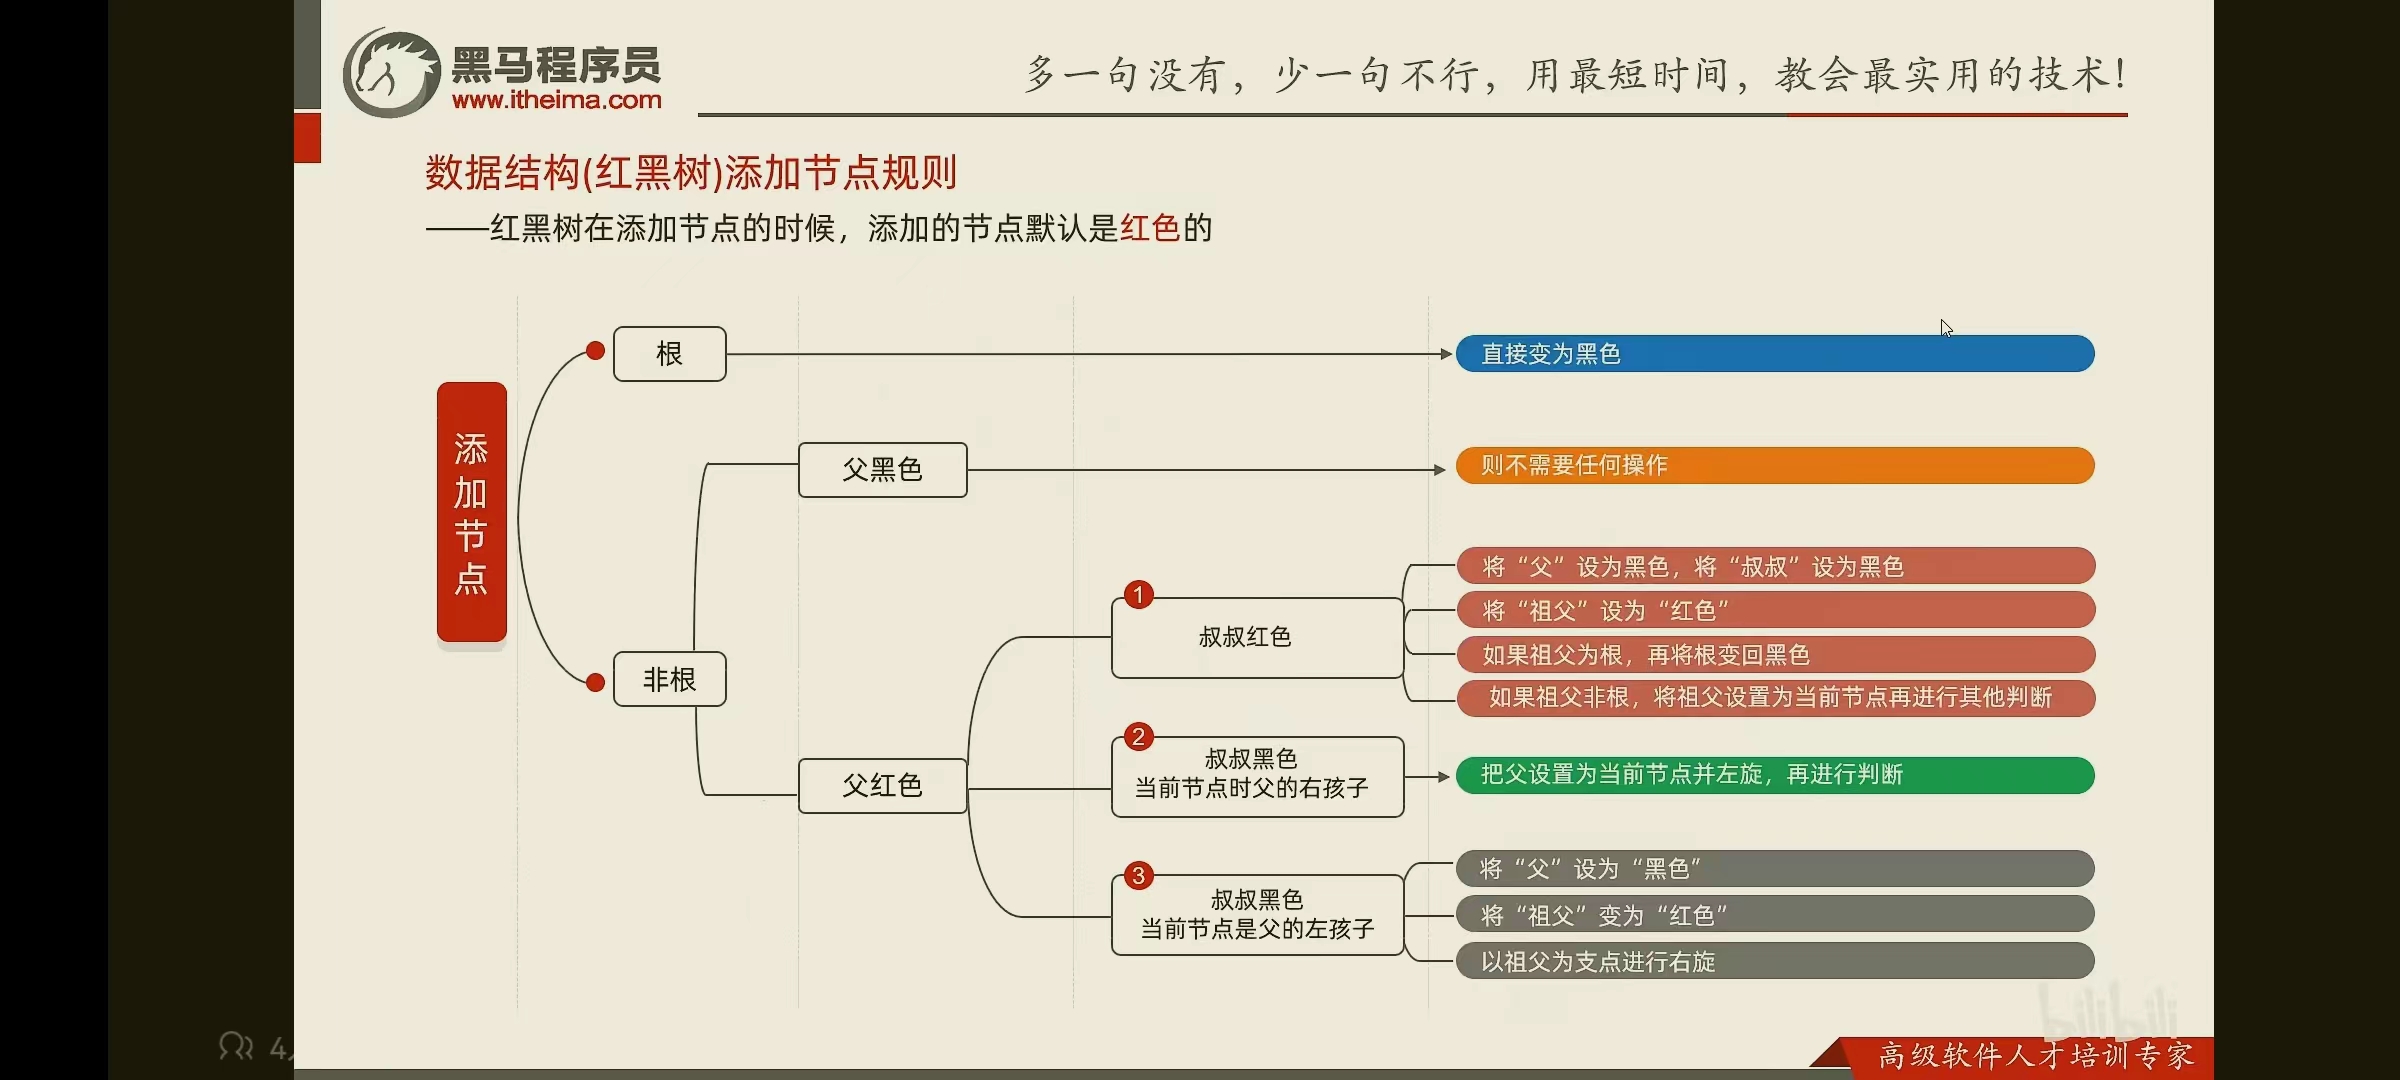 黑马程序员
www.itheima.com
多一句没有，少一句不行，用最短时间，教会最实用的技术！
数据结构(红黑树)添加节点规则
——红黑树在添加节点的时候，添加的节点默认是红色的
添加节点
根
直接变为黑色
非根
父黑色
则不需要任何操作
父红色
1
叔叔红色
将“父”设为黑色，将“叔叔”设为黑色
将“祖父”设为“红色”
如果祖父为根，再将根变回黑色
如果祖父非根，将祖父设置为当前节点再进行其他判断
2
叔叔黑色
当前节点时父的右孩子
把父设置为当前节点并左旋，再进行判断
3
叔叔黑色
当前节点是父的左孩子
将“父”设为“黑色”
将“祖父”变为“红色”
以祖父为支点进行右旋
bilibili
高级软件人才培训专家